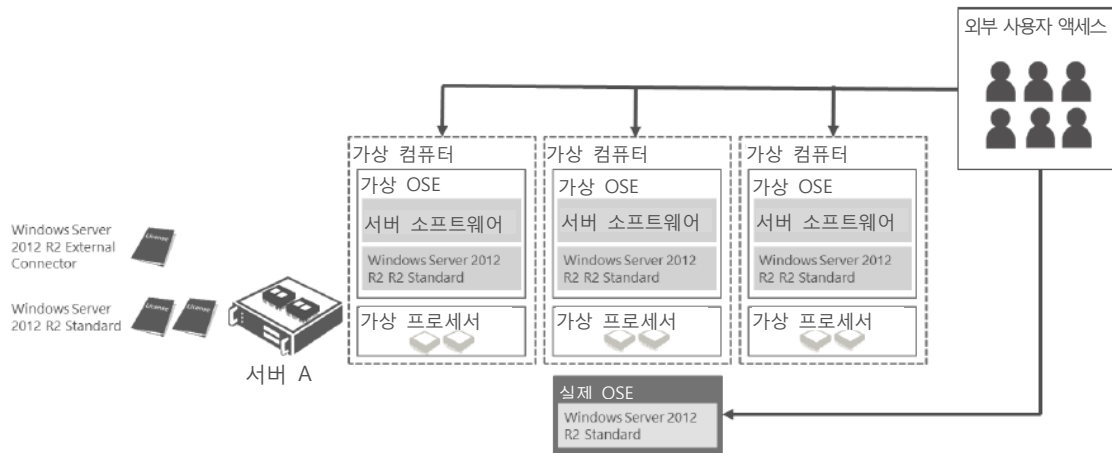 외부 사용자 액세스
가상 컴퓨터
가상 OSE
서버 소프트웨어
Windows Server 2012
R2 R2 Standard
가상 프로세서
가상 컴퓨터
가상 OSE
서버 소프트웨어
Windows Server 2012
R2 R2 Standard
가상 프로세서
가상 컴퓨터
가상 OSE
서버 소프트웨어
Windows Server 2012
R2 R2 Standard
가상 프로세서
Windows Server
2012 R2 External
Connector
License
Windows Server
2012 R2 Standard
License
License
서버 A
실제 OSE
Windows Server 2012
R2 Standard